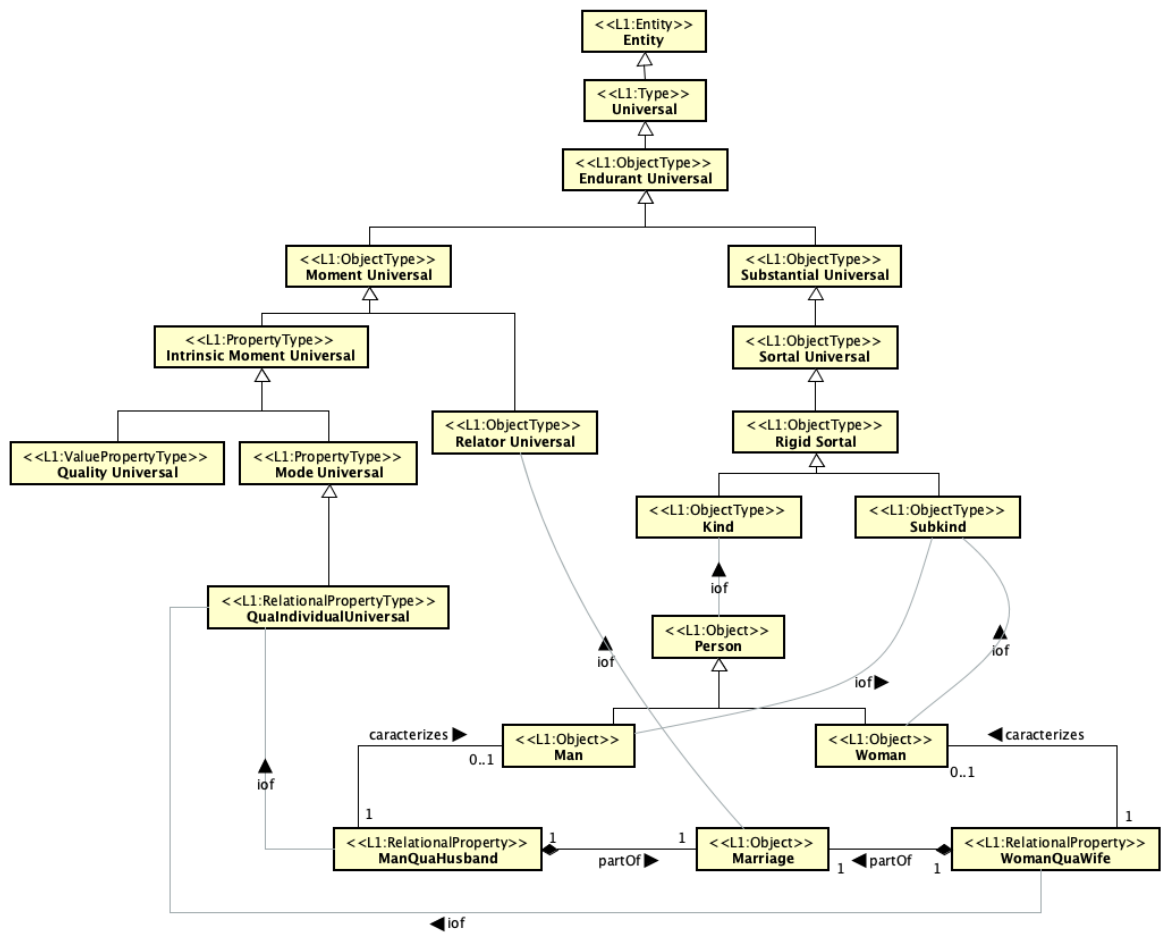 <<L1:Entity>>
Entity
<<L1:Type>>
Universal
<<L1:ObjectType>>
Endurant Universal
<<L1:ObjectType>>
Moment Universal
<<L1:ObjectType>>
Substantial Universal
<<L1:PropertyType>>
Intrinsic Moment Universal
<<L1:ObjectType>>
Sortal Universal
<<L1:ValuePropertyType>>
Quality Universal
<<L1:PropertyType>>
Mode Universal
<<L1:ObjectType>>
Relator Universal
<<L1:ObjectType>>
Rigid Sortal
<<L1:ObjectType>>
Kind
<<L1:ObjectType>>
Subkind
iof
<<L1:RelationalPropertyType>>
QuaIndividualUniversal
<<L1:Object>>
Person
iof
iof
iof ▶
caracterizes ▶
<<L1:Object>>
Man
0..1
<<L1:Object>>
Woman
◀ caracterizes
0..1
iof
1
1
<<L1:RelationalProperty>>
ManQuaHusband
1
partOf ▶
1
<<L1:Object>>
Marriage
1
◀ partOf
1
<<L1:RelationalProperty>>
WomanQuaWife
◀ iof